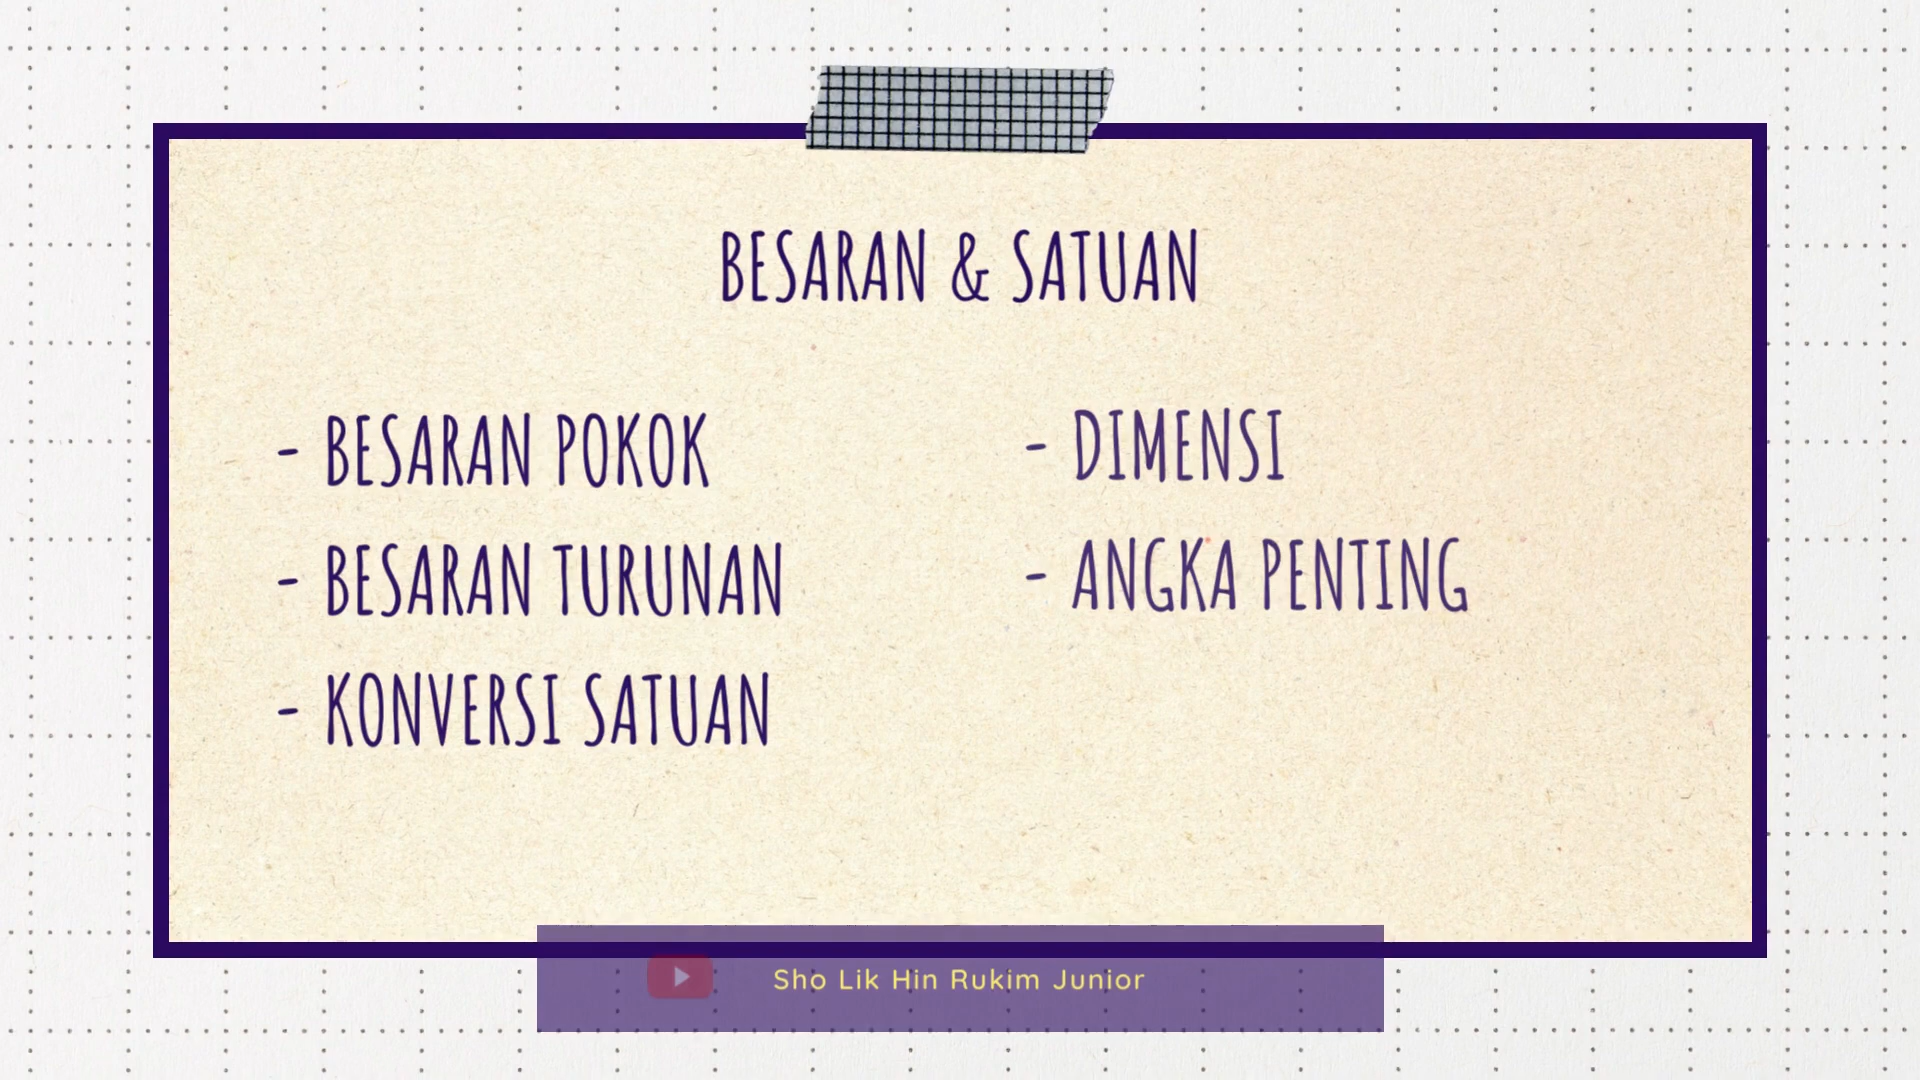 BESARAN & SATUAN
- BESARAN POKOK
- BESARAN TURUNAN
- KONVERSI SATUAN
- DIMENSI
- ANGKA PENTING
Sho Lik Hin Rukim Junior